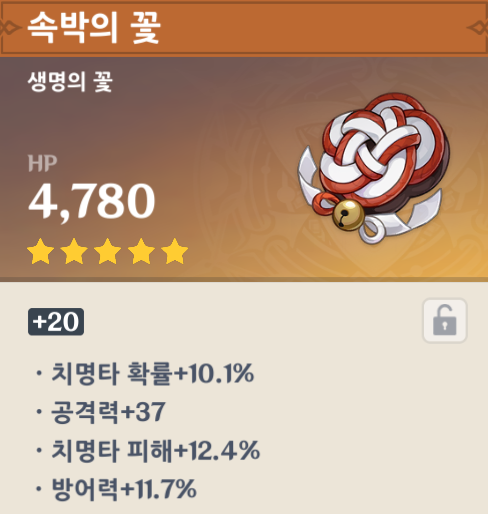 속박의 꽃
생명의 꽃
HP
4,780
+20
· 치명타 확률+10.1%
· 공격력+37
· 치명타 피해+12.4%
· 방어력+11.7%